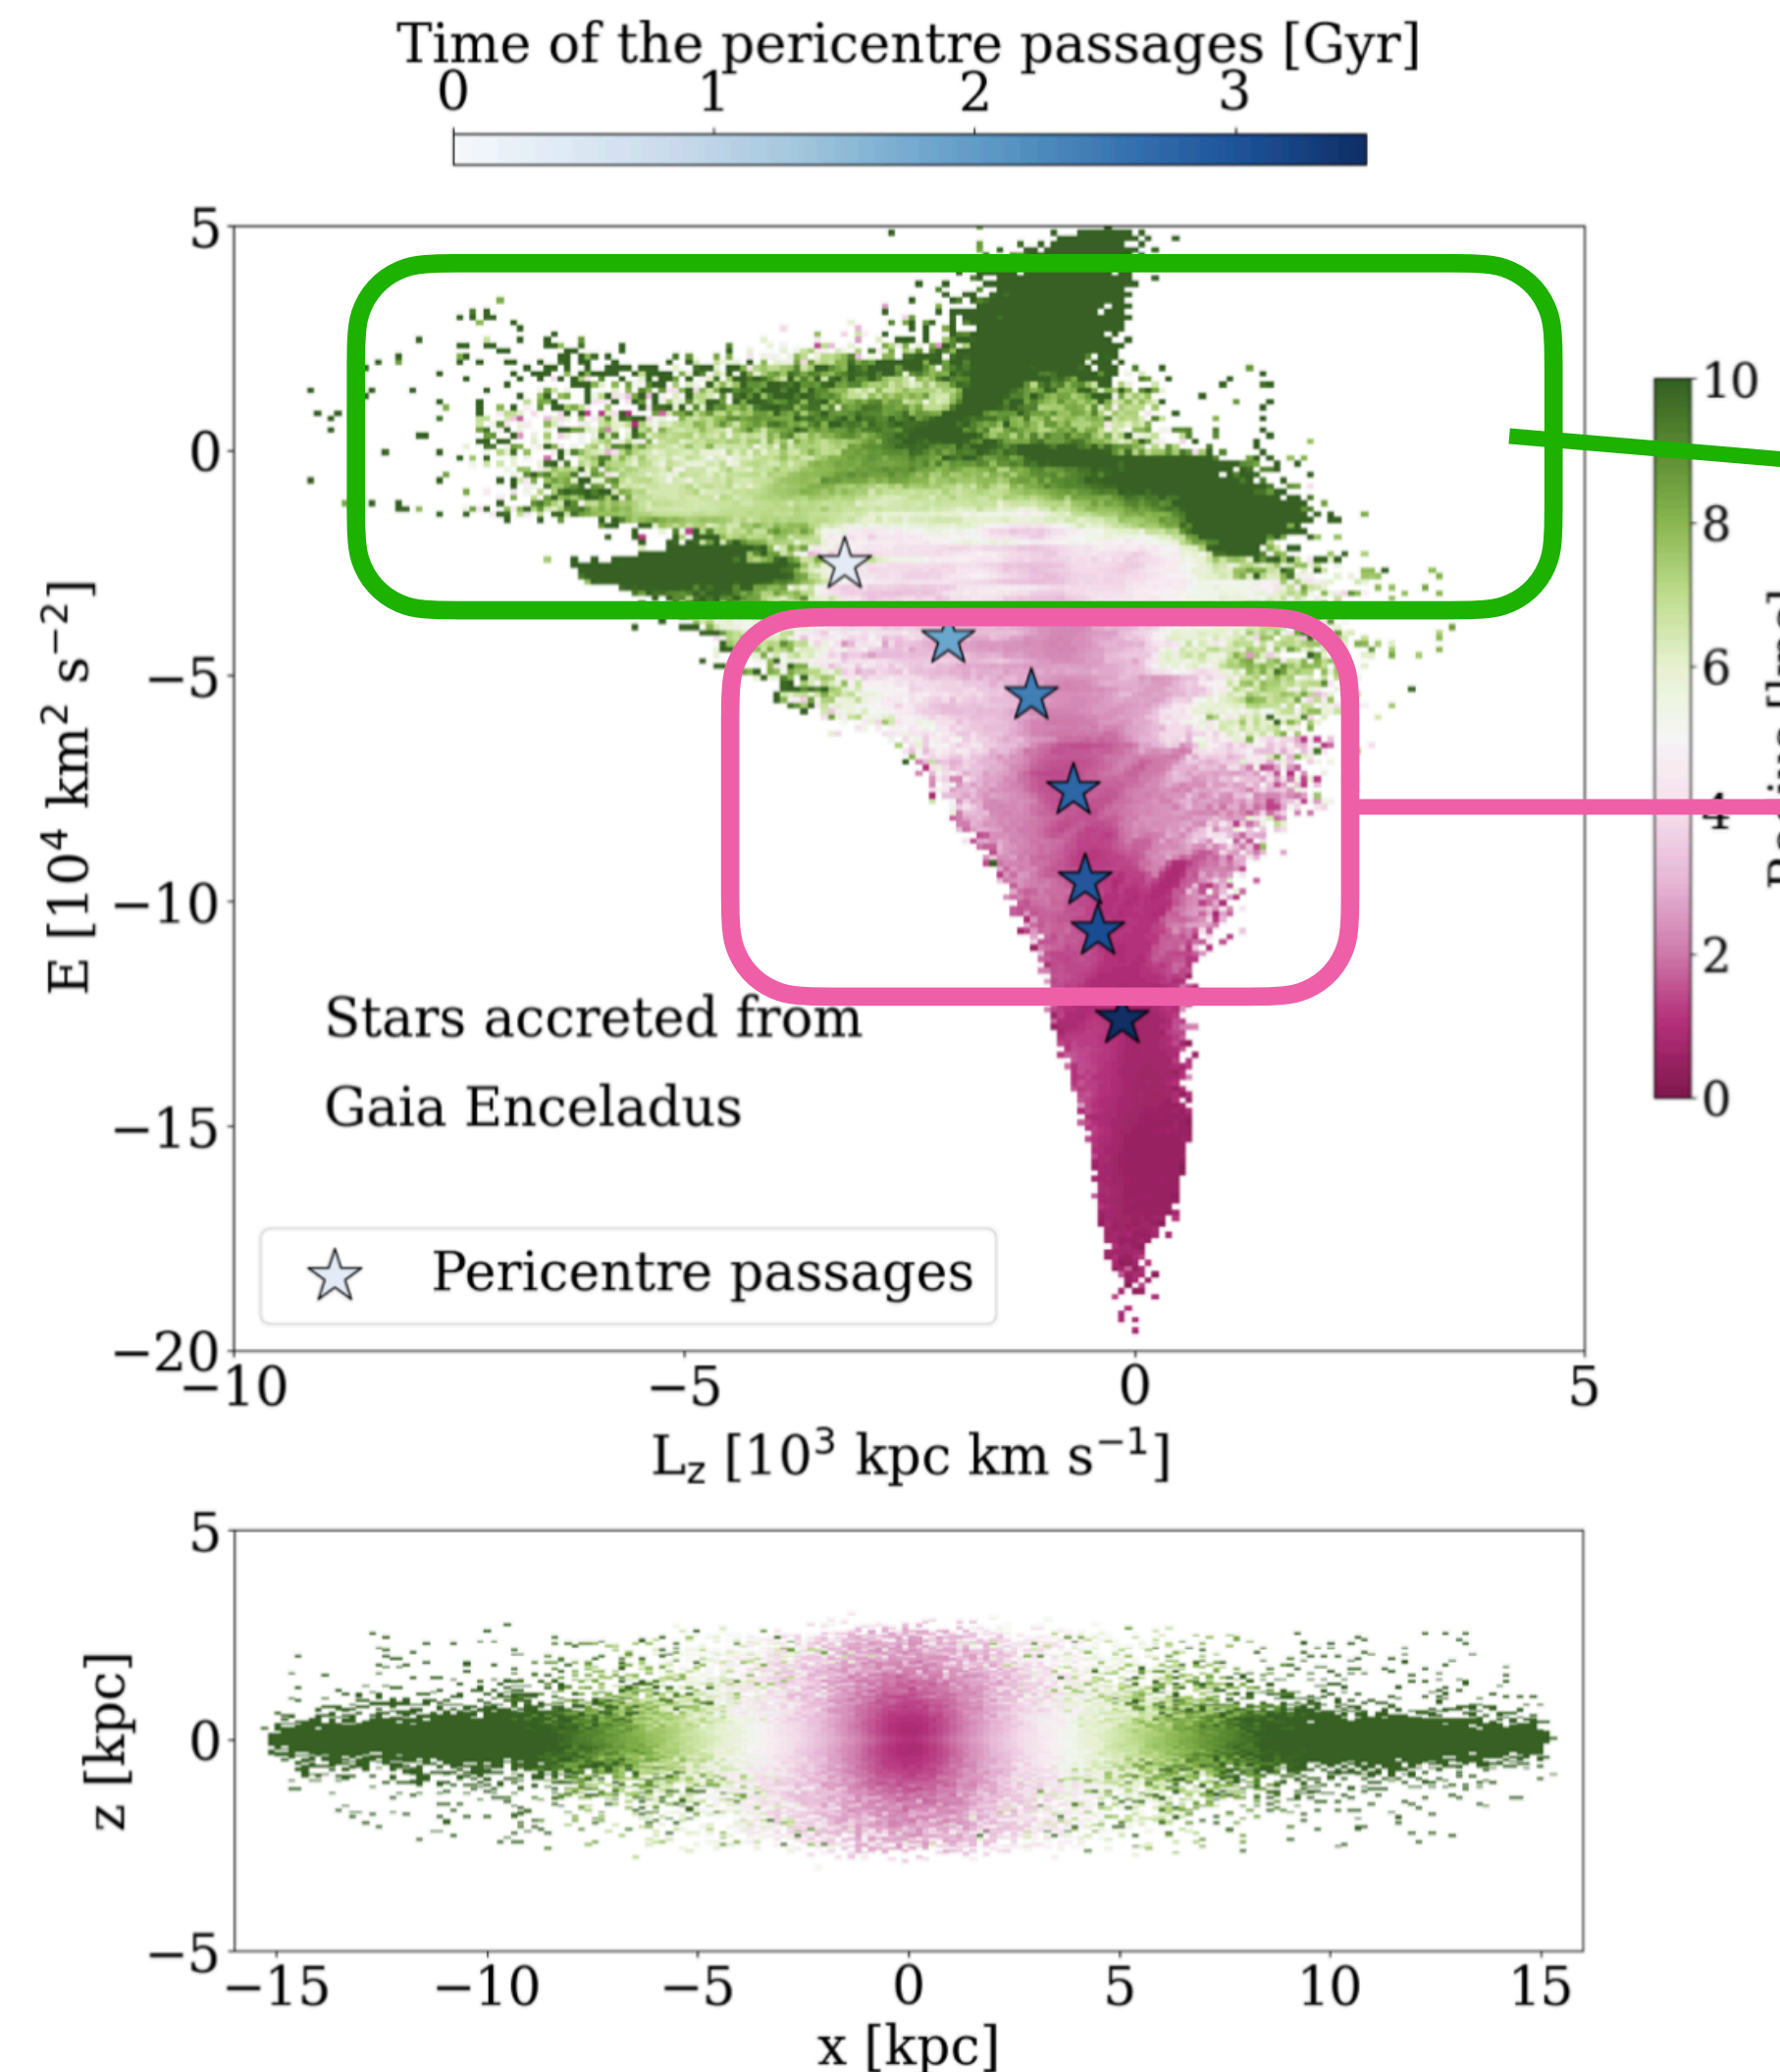 Time of the pericentre passages [Gyr]
0 1 2 3
5
0
−5
−10
−15
−20
E [10⁴ km² s⁻²]
10
8
6
4
2
0
Stars accreted from
Gaia Enceladus
Pericentre passages
−10 −5 0 5
L_z [10³ kpc km s⁻¹]
5
0
−5
z [kpc]
−15 −10 −5 0 5 10 15
x [kpc]